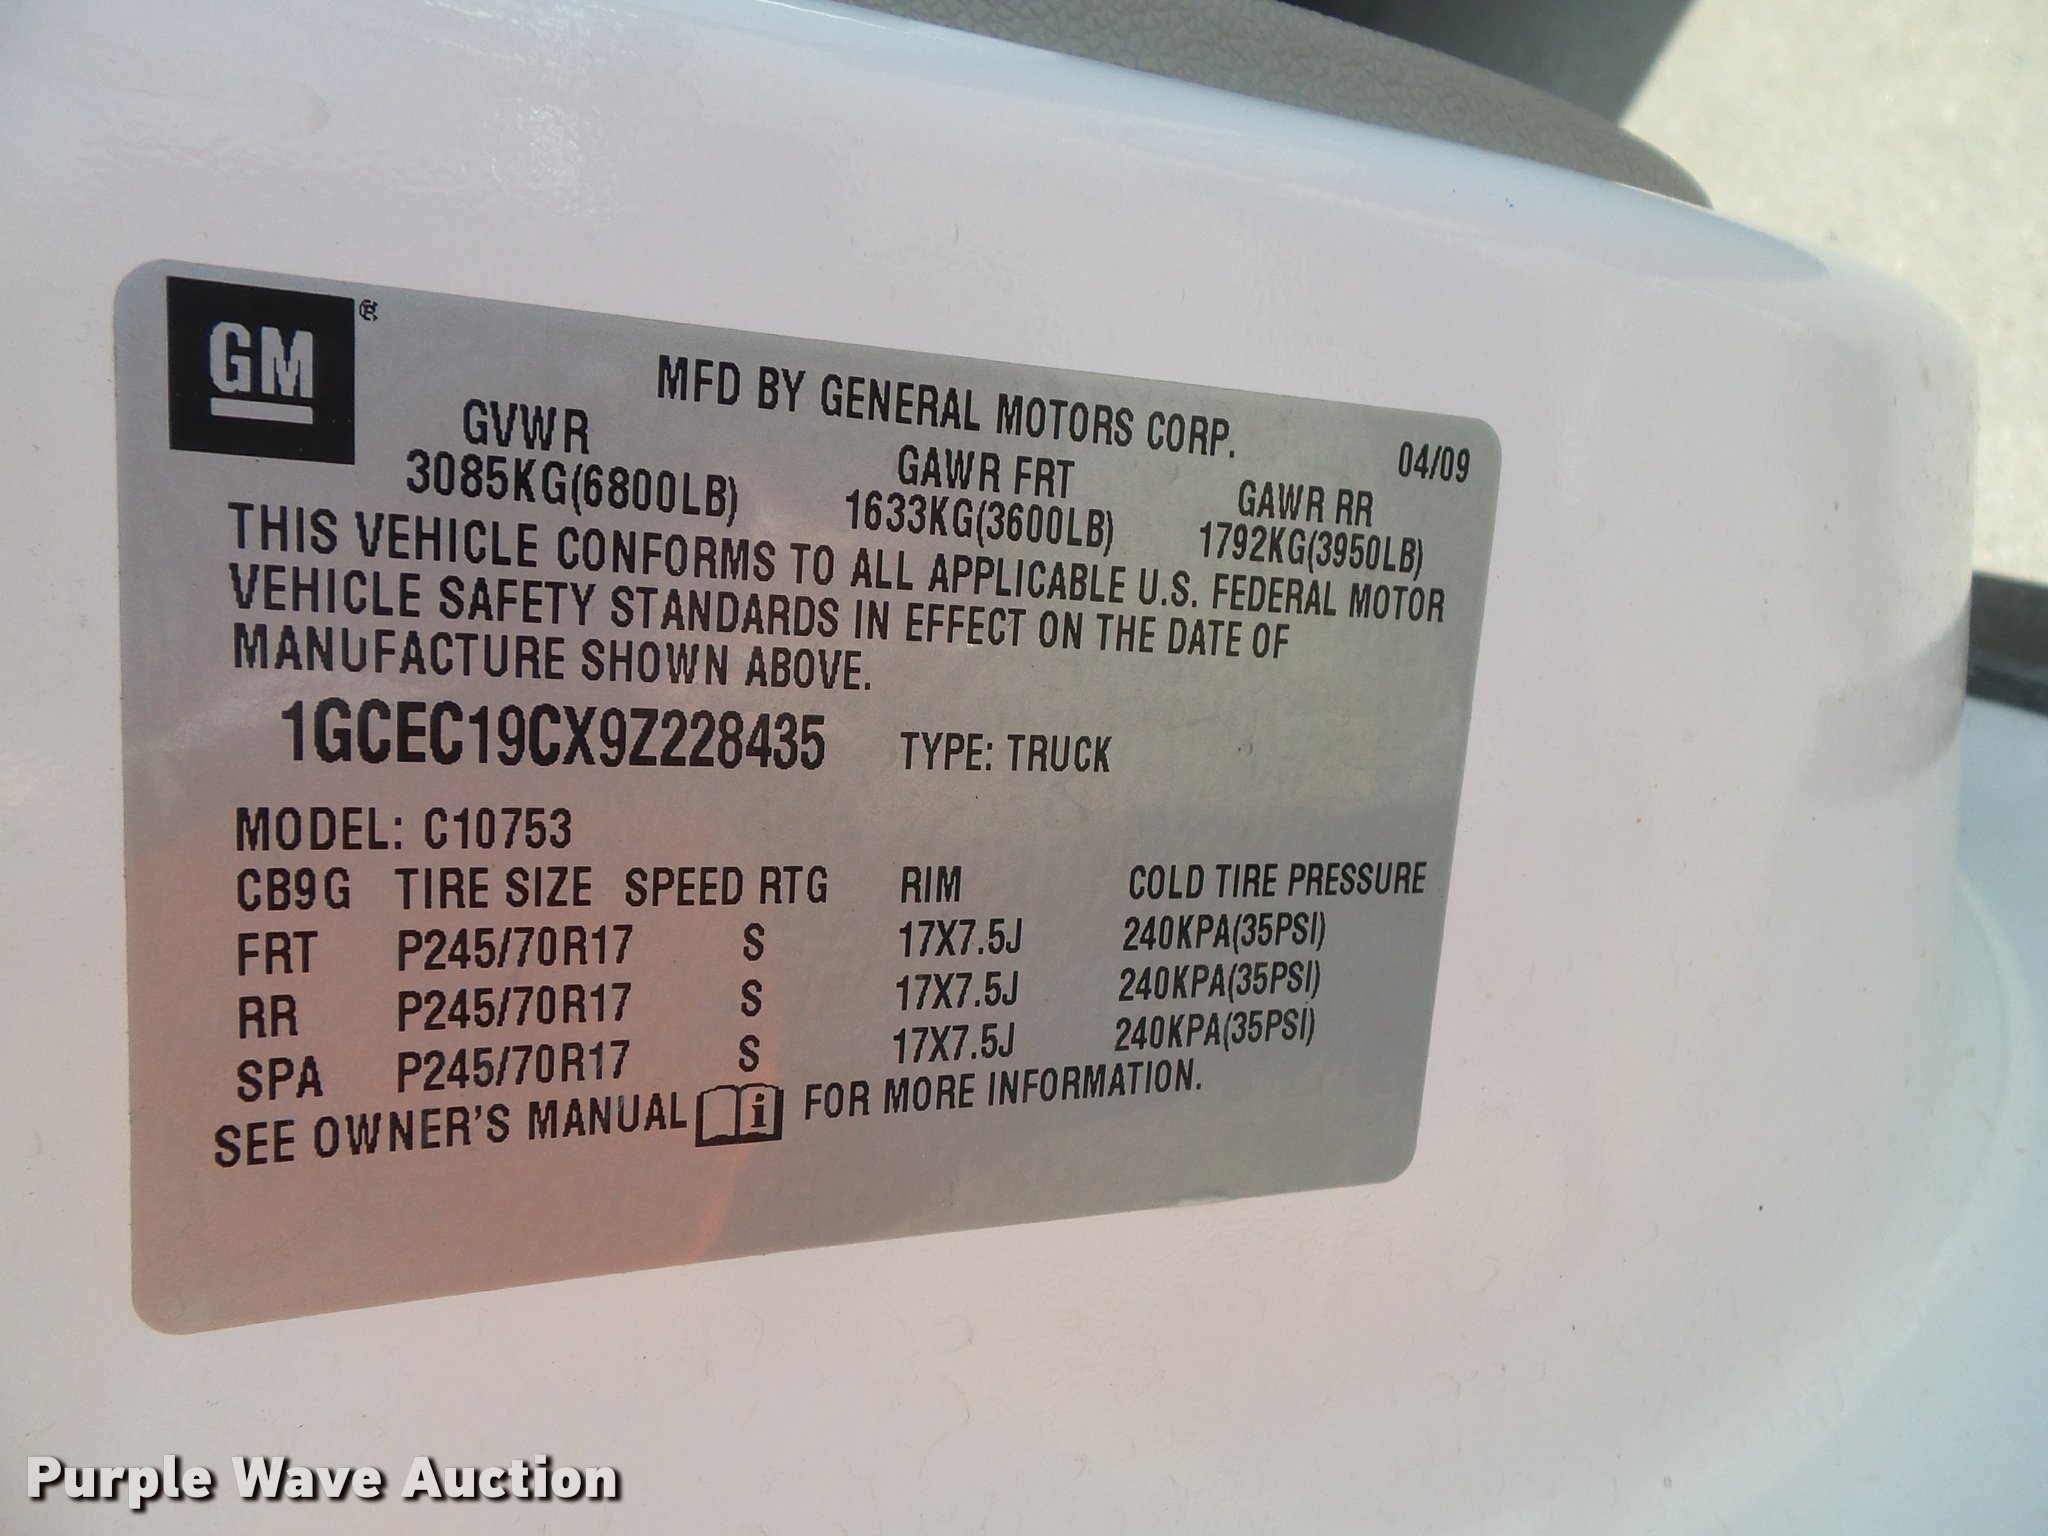 GM ®
MFD BY GENERAL MOTORS CORP. 04/09
GVWR GAWR FRT GAWR RR
3085KG(6800LB) 1633KG(3600LB) 1792KG(3950LB)
THIS VEHICLE CONFORMS TO ALL APPLICABLE U.S. FEDERAL MOTOR
VEHICLE SAFETY STANDARDS IN EFFECT ON THE DATE OF
MANUFACTURE SHOWN ABOVE.
1GCEC19CX9Z228435 TYPE: TRUCK
MODEL: C10753
CB9G TIRE SIZE SPEED RTG RIM COLD TIRE PRESSURE
FRT P245/70R17 S 17X7.5J 240KPA(35PSI)
RR P245/70R17 S 17X7.5J 240KPA(35PSI)
SPA P245/70R17 S 17X7.5J 240KPA(35PSI)
SEE OWNER'S MANUAL i FOR MORE INFORMATION.
Purple Wave Auction